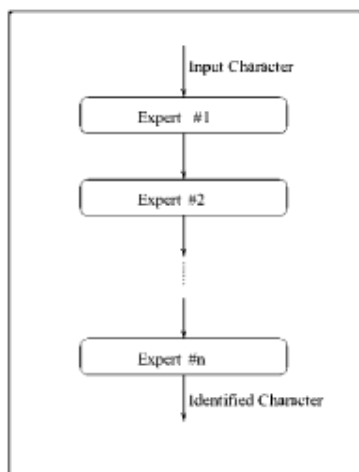 Input Character
Expert #1
Expert #2
Expert #n
Identified Character